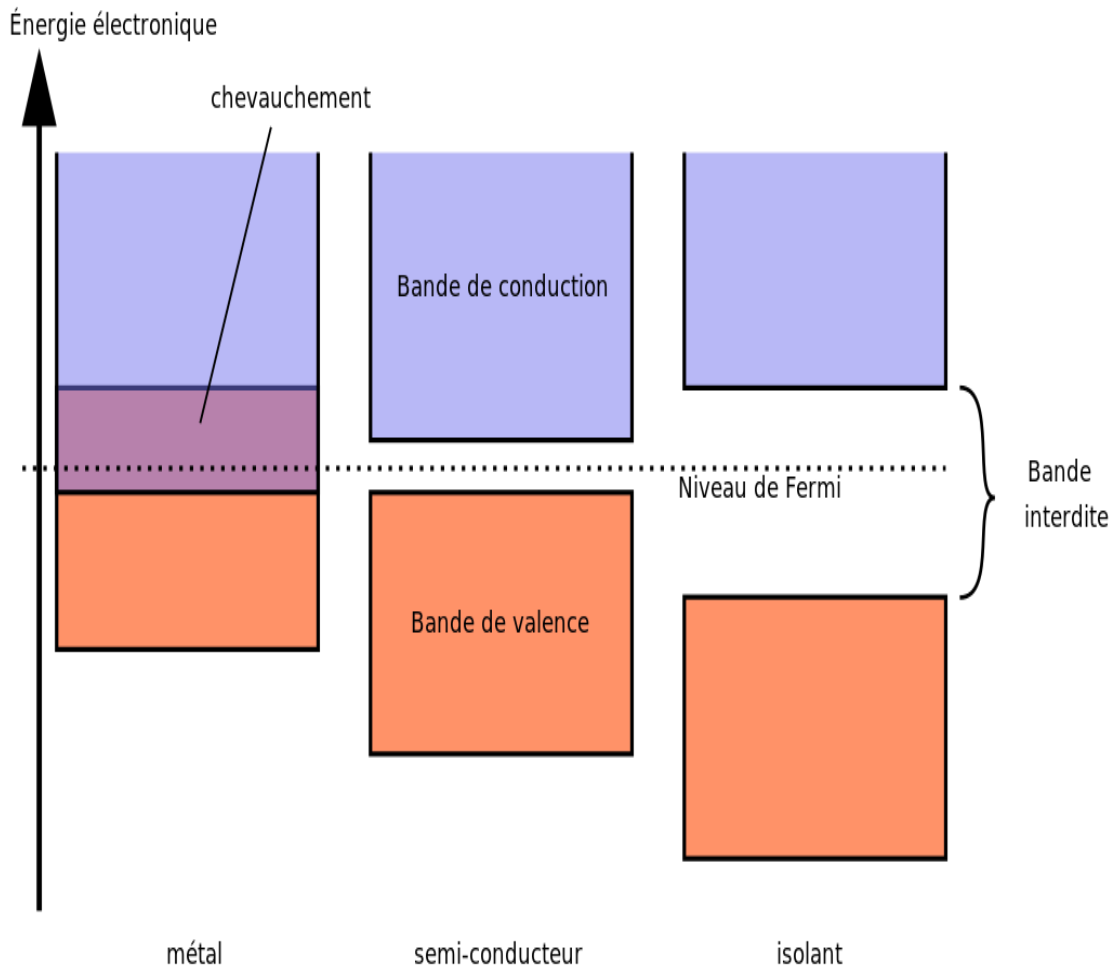 Énergie électronique
chevauchement
Bande de conduction
Niveau de Fermi
Bande
interdite
Bande de valence
métal
semi-conducteur
isolant